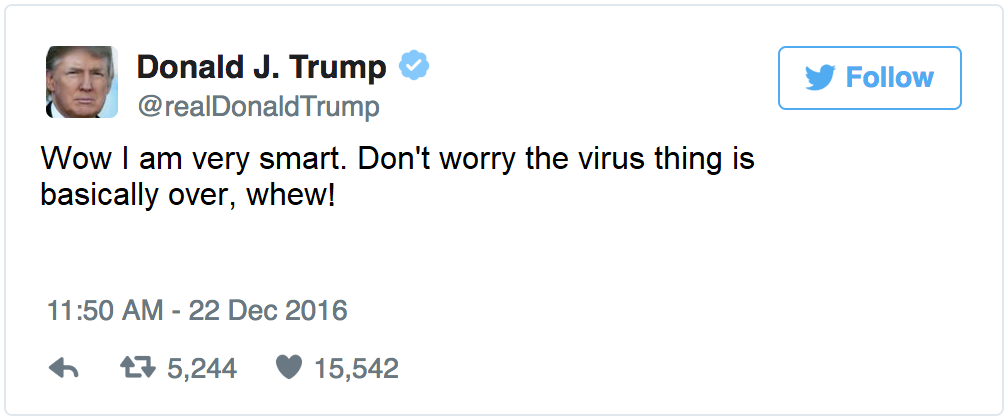 Donald J. Trump
@realDonaldTrump
Follow
Wow I am very smart. Don't worry the virus thing is
basically over, whew!
11:50 AM - 22 Dec 2016
5,244 15,542